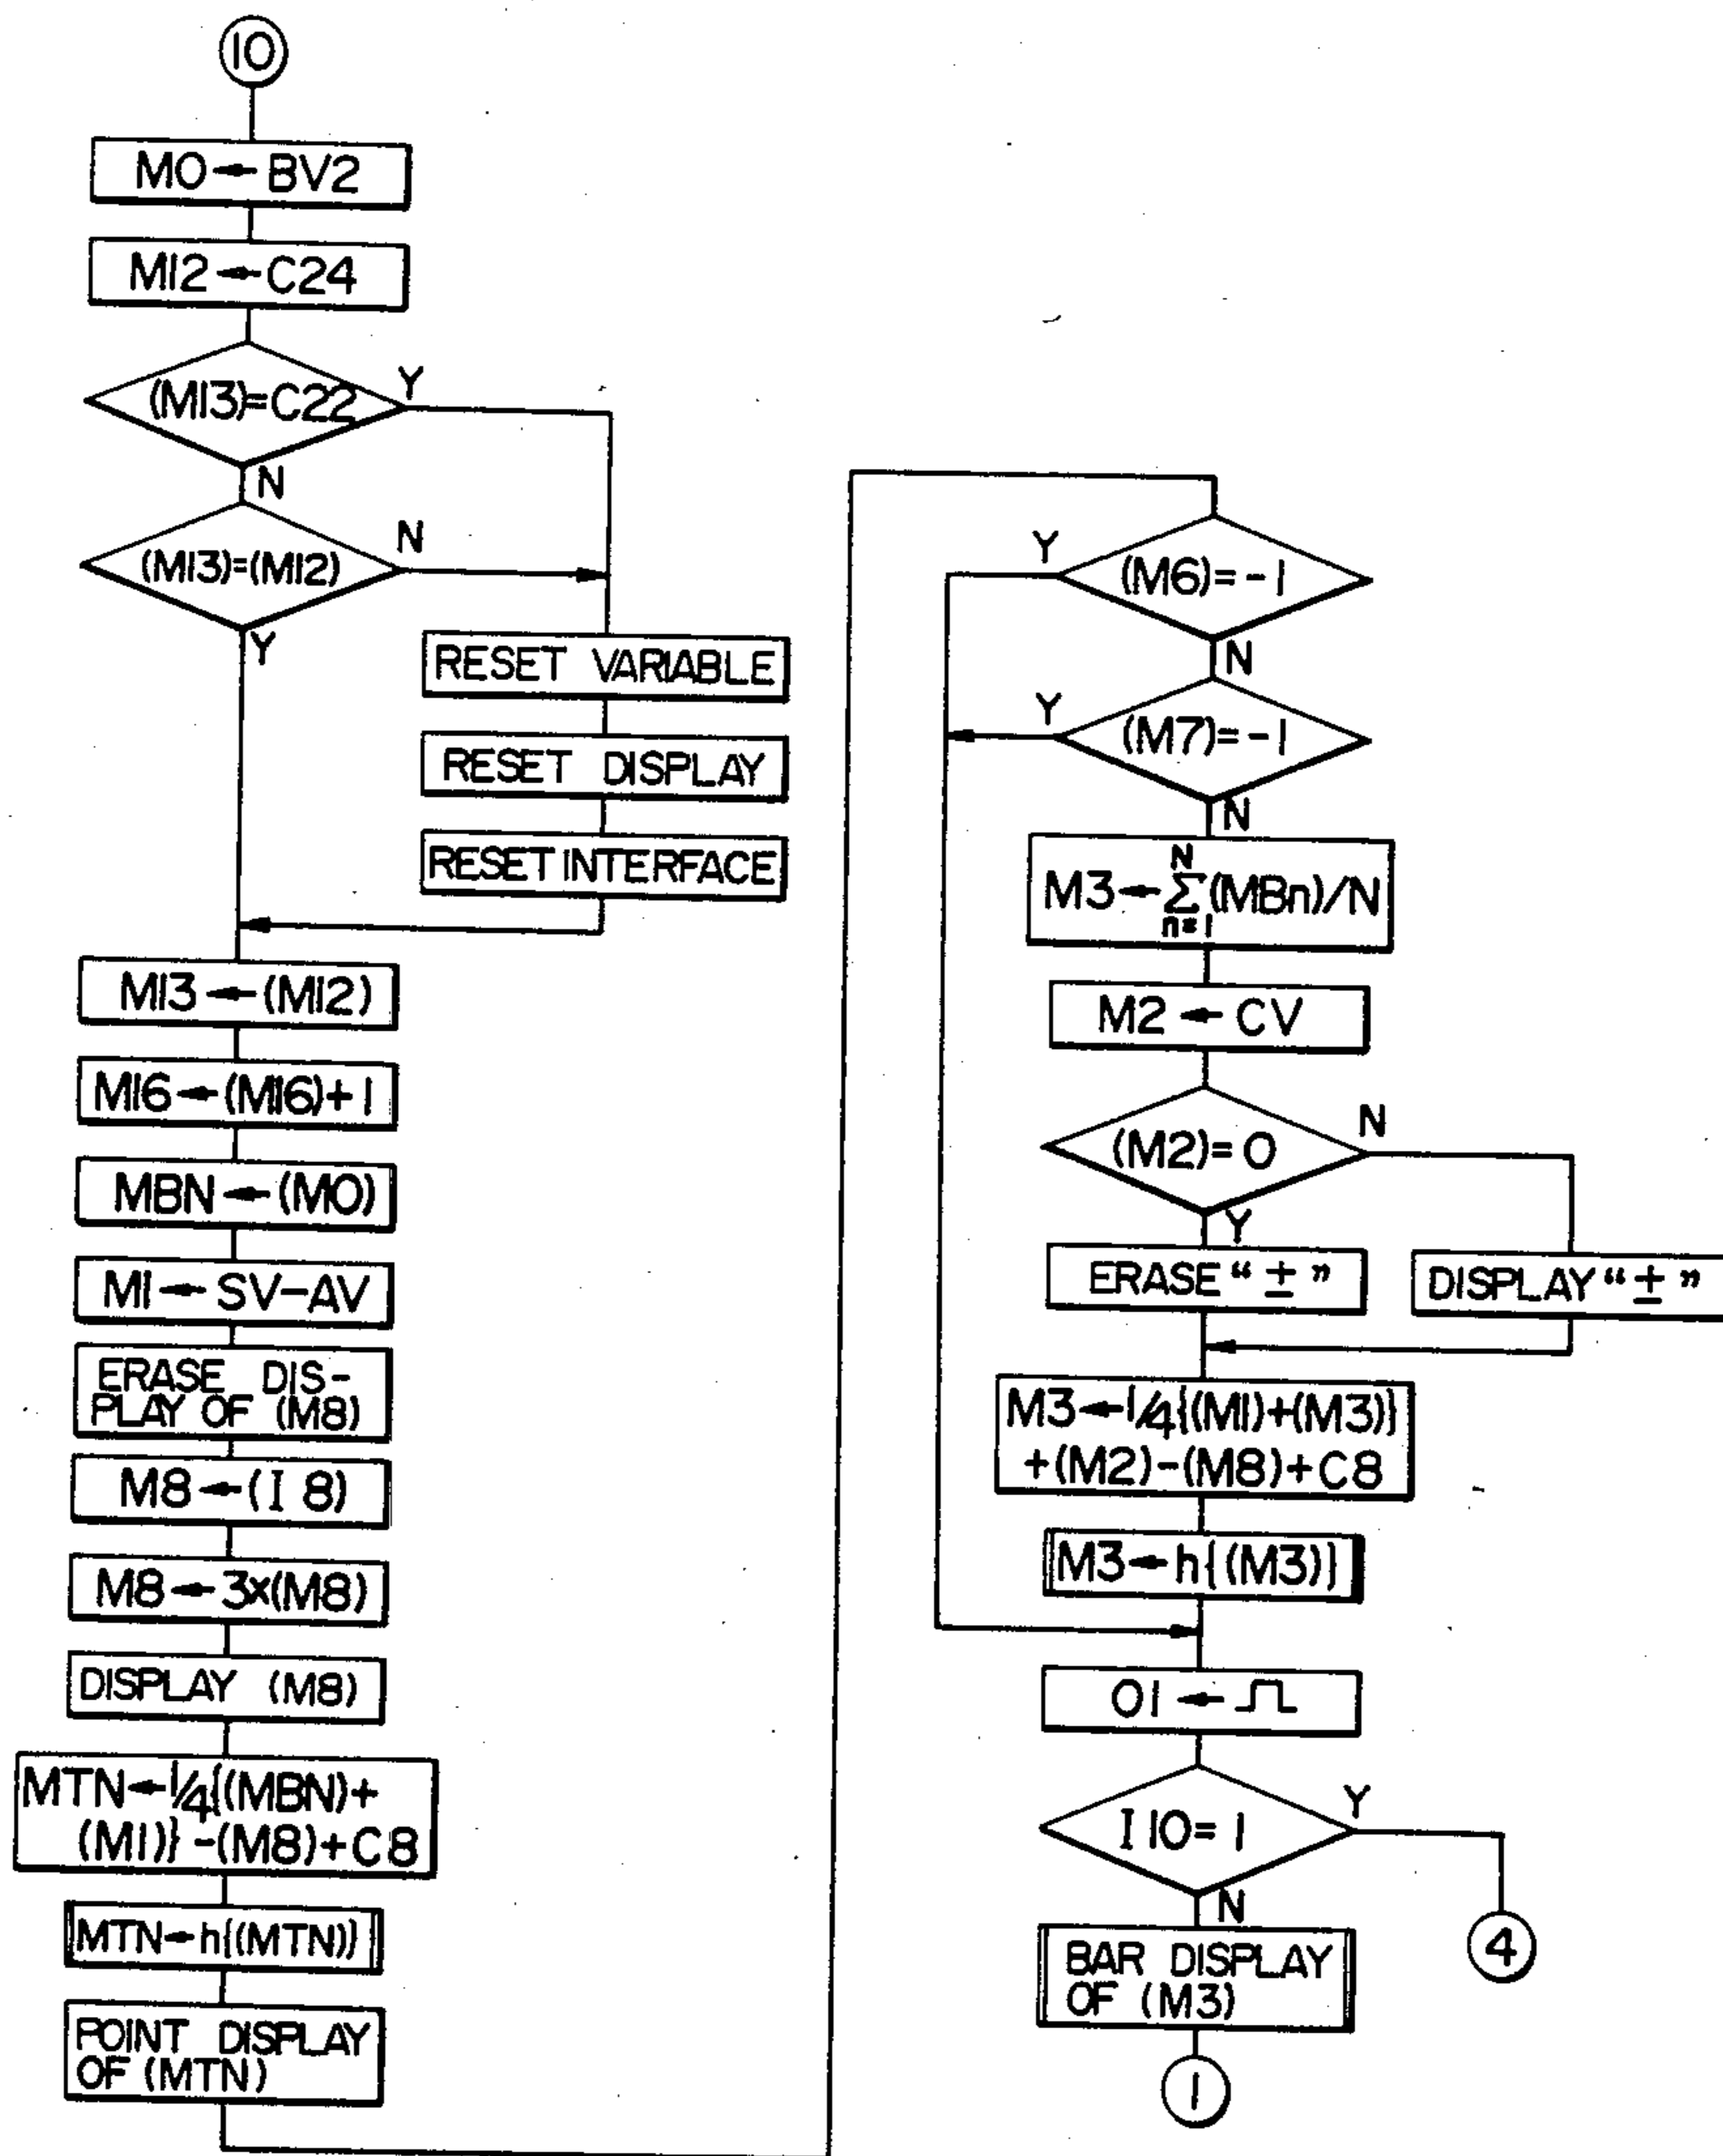 10
M0←BV2
M12←C24
(M13)=C22
Y
N
(M13)=(M12)
N
Y
RESET VARIABLE
RESET DISPLAY
RESET INTERFACE
M13←(M12)
M16←(M16)+1
MBN←(M0)
M1←SV-AV
ERASE DIS-
PLAY OF (M8)
M8←(I 8)
M8←3x(M8)
DISPLAY (M8)
MTN←1/4{(MBN)+
(M1)}-(M8)+C8
MTN←h{(MTN)}
POINT DISPLAY
OF (MTN)
(M6)=-1
Y
N
(M7)=-1
Y
N
M3←∑(MBn)/N
N
n=1
M2←CV
(M2)=0
N
Y
ERASE “±”
DISPLAY “±”
M3←1/4{(M1)+(M3)}
+(M2)-(M8)+C8
M3←h{(M3)}
O1←⎍
I10=1
Y
N
4
BAR DISPLAY
OF (M3)
1